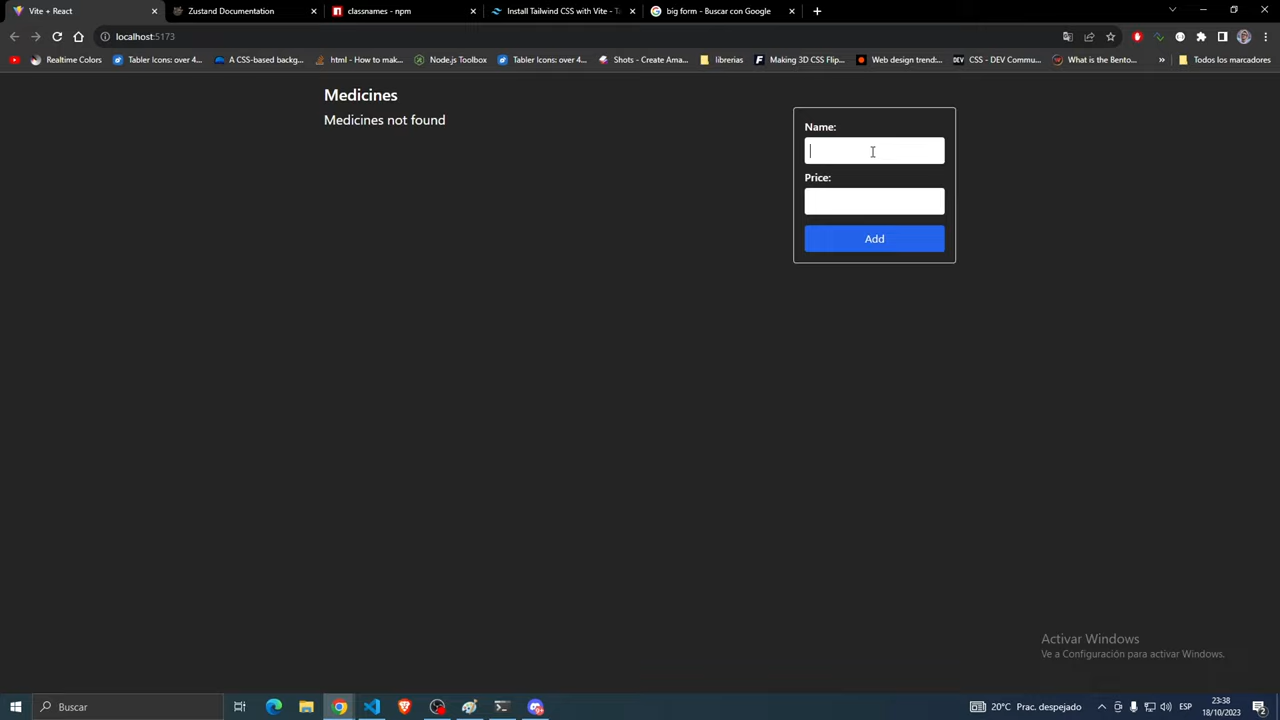 Vite + React
Zustand Documentation
classnames - npm
Install Tailwind CSS with Vite - Ta
big form - Buscar con Google
localhost:5173
Realtime Colors
Tabler Icons: over 4...
A CSS-based backg...
html - How to mak...
Node.js Toolbox
Tabler Icons: over 4...
Shots - Create Ama...
librerias
Making 3D CSS Flip...
Web design trend:...
CSS - DEV Commu...
What is the Bento...
Todos los marcadores
Medicines
Medicines not found
Name:
Price:
Add
Activar Windows
Ve a Configuración para activar Windows.
Buscar
20°C Prac. despejado
ESP
23:38
18/10/2023
2